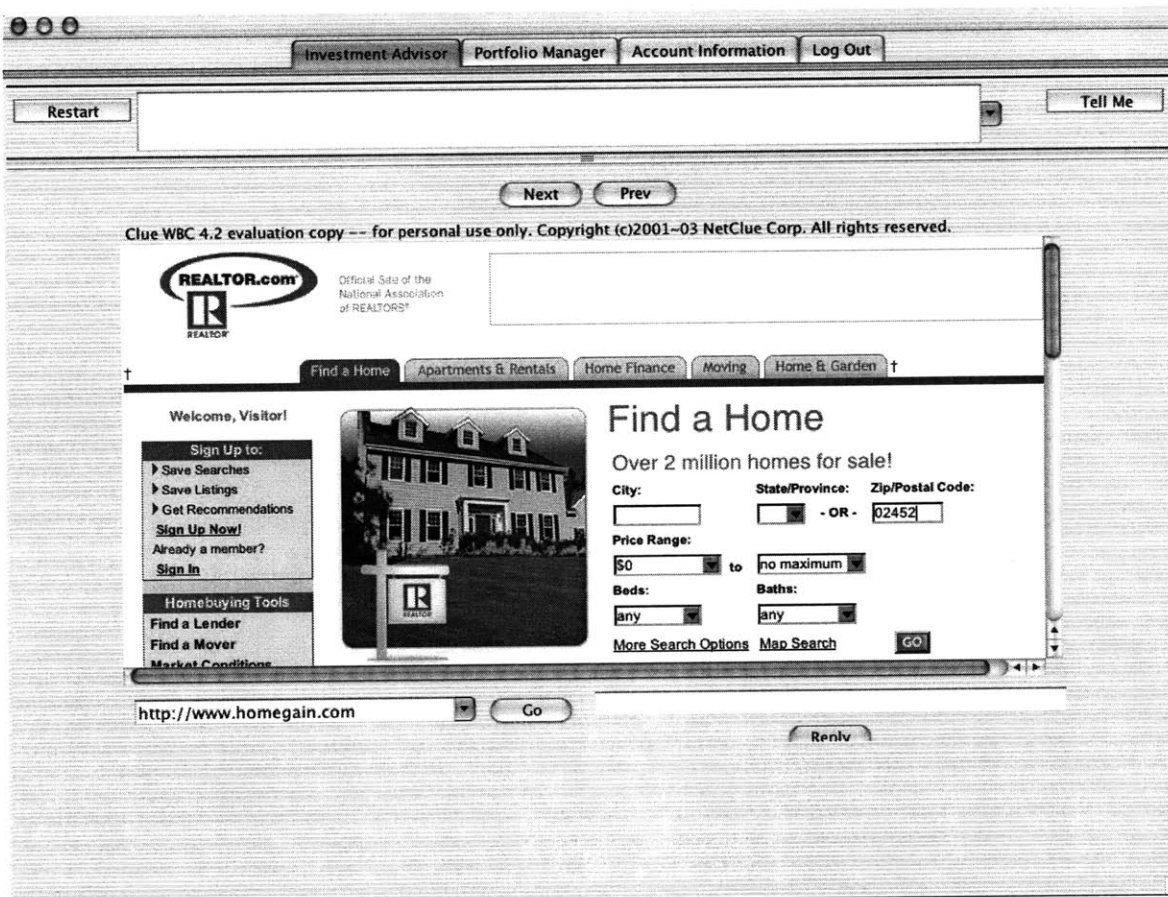 Investment Advisor Portfolio Manager Account Information Log Out
Restart
Tell Me
Next Prev
Clue WBC 4.2 evaluation copy -- for personal use only. Copyright (c)2001~03 NetClue Corp. All rights reserved.
REALTOR.com®
R
REALTOR®
Official Site of the
National Association
of REALTORS®
† Find a Home Apartments & Rentals Home Finance Moving Home & Garden †
Welcome, Visitor!
Sign Up to:
Save Searches
Save Listings
Get Recommendations
Sign Up Now!
Already a member?
Sign In
Homebuying Tools
Find a Lender
Find a Mover
Market Conditions
R
REALTOR
Find a Home
Over 2 million homes for sale!
City: State/Province: Zip/Postal Code:
- OR - 02452
Price Range:
$0 to no maximum
Beds: Baths:
any any
More Search Options Map Search GO
http://www.homegain.com Go
Reply